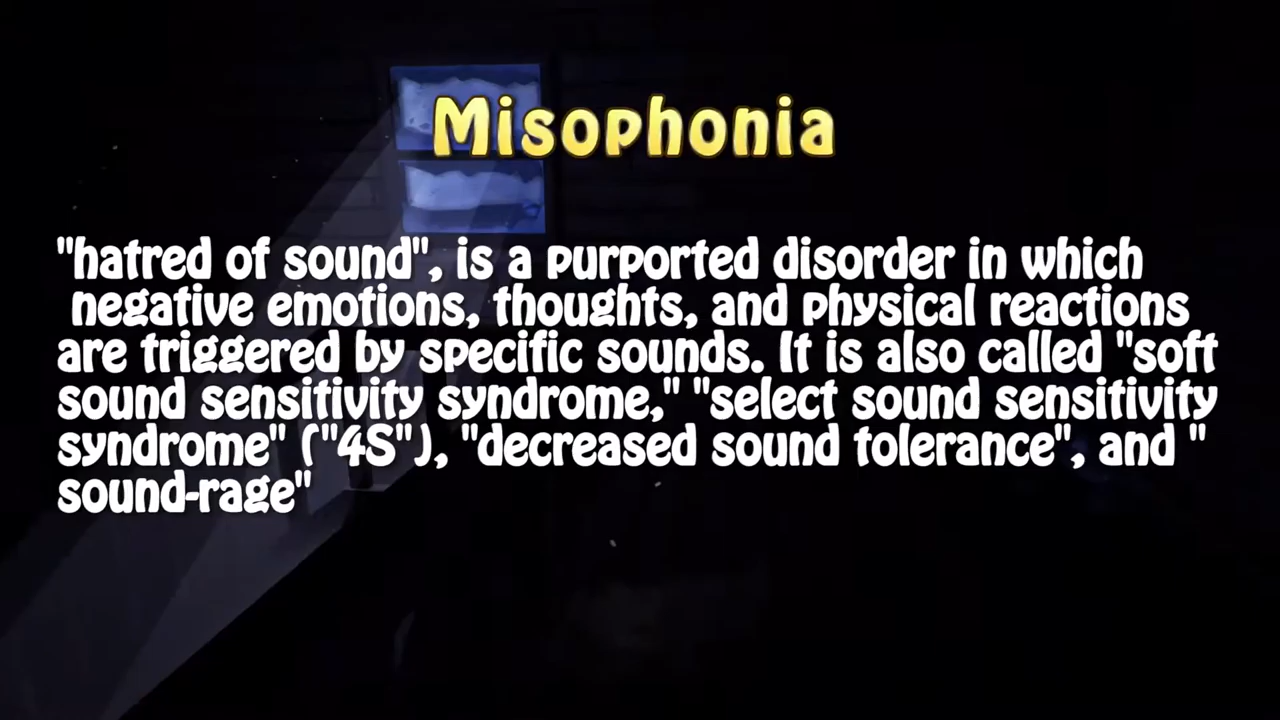 Misophonia
"hatred of sound", is a purported disorder in which
negative emotions, thoughts, and physical reactions
are triggered by specific sounds. It is also called "soft
sound sensitivity syndrome," "select sound sensitivity
syndrome" ("4S"), "decreased sound tolerance", and "
sound-rage"